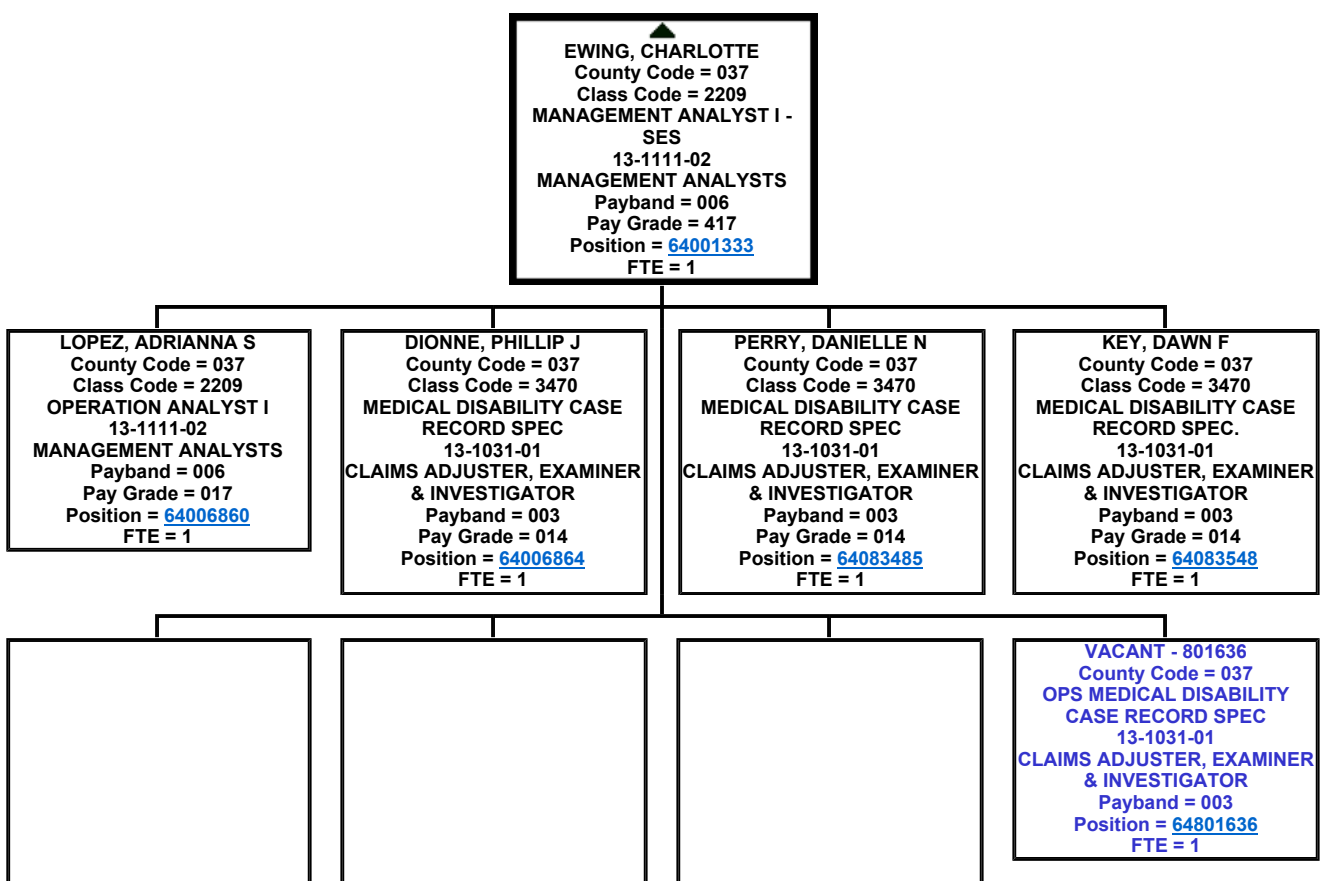 EWING, CHARLOTTE
County Code = 037
Class Code = 2209
MANAGEMENT ANALYST I -
SES
13-1111-02
MANAGEMENT ANALYSTS
Payband = 006
Pay Grade = 417
Position = 64001333
FTE = 1
LOPEZ, ADRIANNA S
County Code = 037
Class Code = 2209
OPERATION ANALYST I
13-1111-02
MANAGEMENT ANALYSTS
Payband = 006
Pay Grade = 017
Position = 64006860
FTE = 1
DIONNE, PHILLIP J
County Code = 037
Class Code = 3470
MEDICAL DISABILITY CASE
RECORD SPEC
13-1031-01
CLAIMS ADJUSTER, EXAMINER
& INVESTIGATOR
Payband = 003
Pay Grade = 014
Position = 64006864
FTE = 1
PERRY, DANIELLE N
County Code = 037
Class Code = 3470
MEDICAL DISABILITY CASE
RECORD SPEC
13-1031-01
CLAIMS ADJUSTER, EXAMINER
& INVESTIGATOR
Payband = 003
Pay Grade = 014
Position = 64083485
FTE = 1
KEY, DAWN F
County Code = 037
Class Code = 3470
MEDICAL DISABILITY CASE
RECORD SPEC.
13-1031-01
CLAIMS ADJUSTER, EXAMINER
& INVESTIGATOR
Payband = 003
Pay Grade = 014
Position = 64083548
FTE = 1
VACANT - 801636
County Code = 037
OPS MEDICAL DISABILITY
CASE RECORD SPEC
13-1031-01
CLAIMS ADJUSTER, EXAMINER
& INVESTIGATOR
Payband = 003
Position = 64801636
FTE = 1